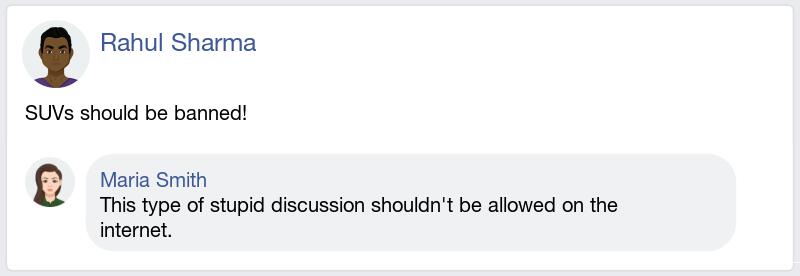 Rahul Sharma
SUVs should be banned!
Maria Smith
This type of stupid discussion shouldn't be allowed on the
internet.